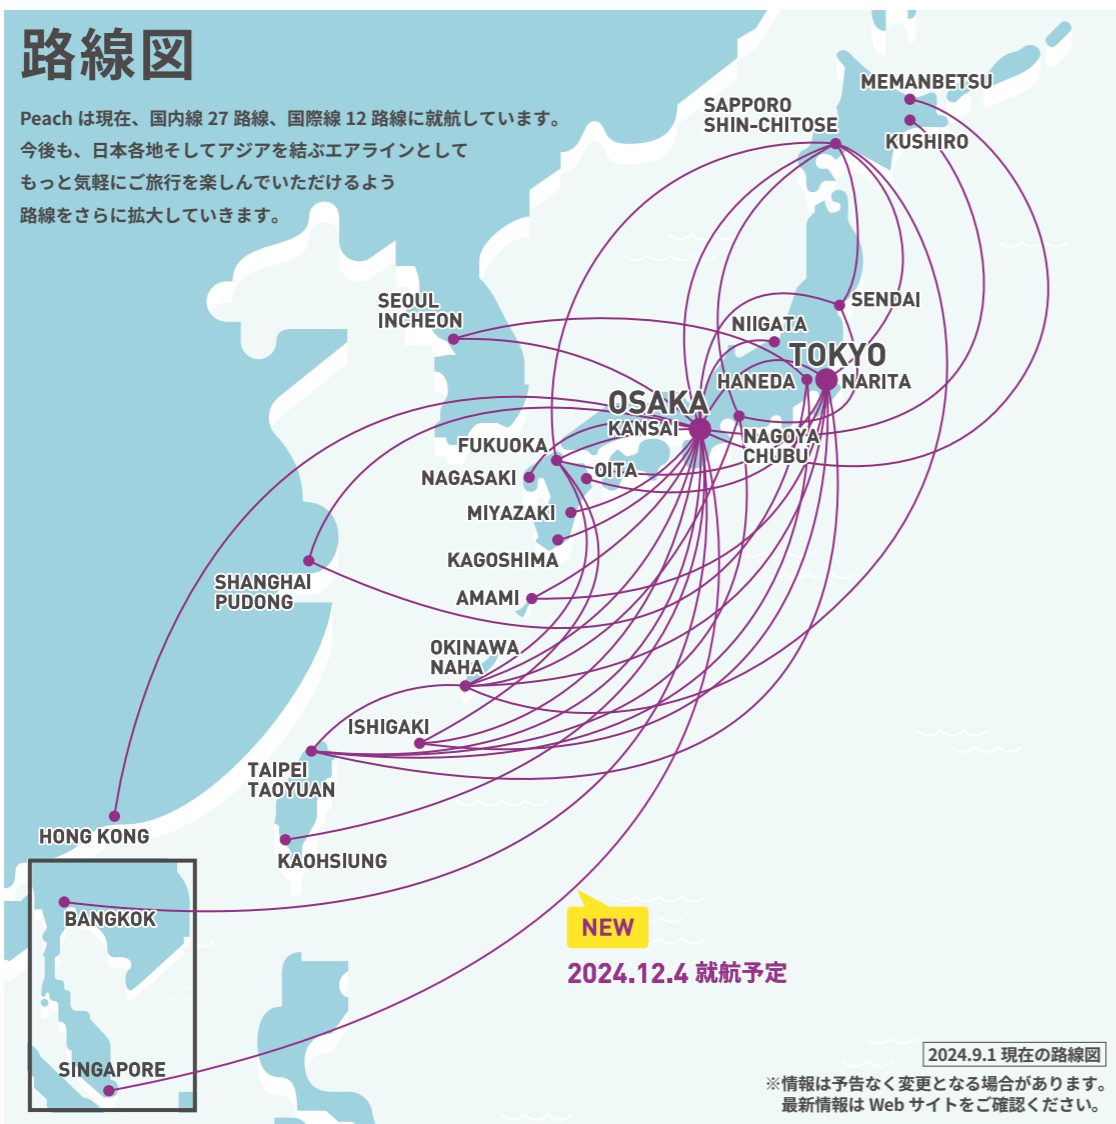 路線図
Peach は現在、国内線 27 路線、国際線 12 路線に就航しています。
今後も、日本各地そしてアジアを結ぶエアラインとして
もっと気軽にご旅行を楽しんでいただけるよう
路線をさらに拡大していきます。
MEMANBETSU
SAPPORO
SHIN-CHITOSE
KUSHIRO
SEOUL
INCHEON
SENDAI
NIIGATA
TOKYO
HANEDA
NARITA
OSAKA
KANSAI
NAGOYA
CHUBU
FUKUOKA
OITA
NAGASAKI
MIYAZAKI
KAGOSHIMA
SHANGHAI
PUDONG
AMAMI
OKINAWA
NAHA
ISHIGAKI
TAIPEI
TAOYUAN
HONG KONG
KAOHSIUNG
BANGKOK
NEW
2024.12.4 就航予定
SINGAPORE
2024.9.1 現在の路線図
※情報は予告なく変更となる場合があります。
最新情報は Web サイトをご確認ください。